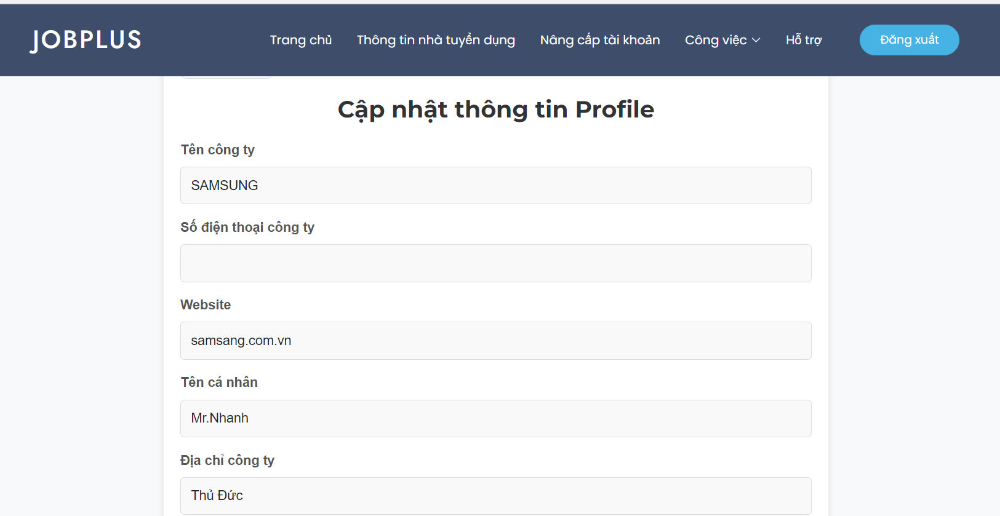 JOBPLUS
Trang chủ Thông tin nhà tuyển dụng Nâng cấp tài khoản Công việc Hỗ trợ Đăng xuất
Cập nhật thông tin Profile
Tên công ty
SAMSUNG
Số điện thoại công ty
Website
samsang.com.vn
Tên cá nhân
Mr.Nhanh
Địa chỉ công ty
Thủ Đức